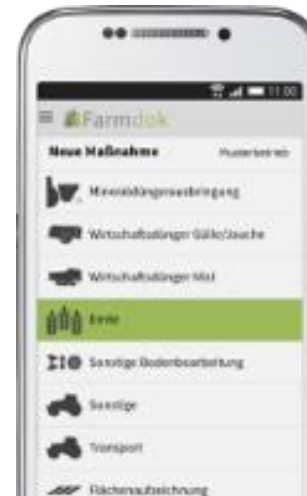 11:00
Farmdok
Neue Maßnahme Musterbetrieb
Mineraldüngerausbringung
Wirtschaftsdünger Gülle/Jauche
Wirtschaftsdünger Mist
Ernte
Sonstige Bodenbearbeitung
Sonstige
Transport
Flächenaufzeichnung